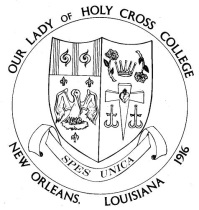 OUR LADY OF HOLY CROSS COLLEGE
SPES UNICA
NEW ORLEANS, LOUISIANA 1916